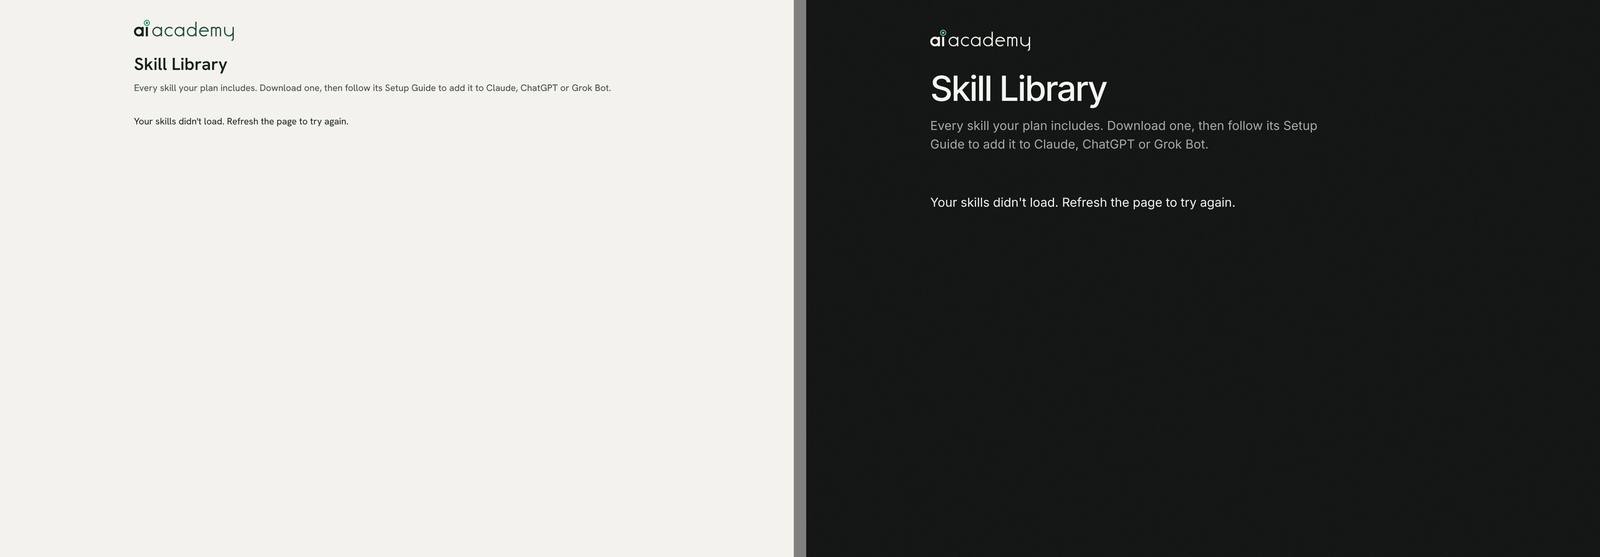 ai academy
Skill Library
Every skill your plan includes. Download one, then follow its Setup Guide to add it to Claude, ChatGPT or Grok Bot.
Your skills didn't load. Refresh the page to try again.
ai academy
Skill Library
Every skill your plan includes. Download one, then follow its Setup
Guide to add it to Claude, ChatGPT or Grok Bot.
Your skills didn't load. Refresh the page to try again.